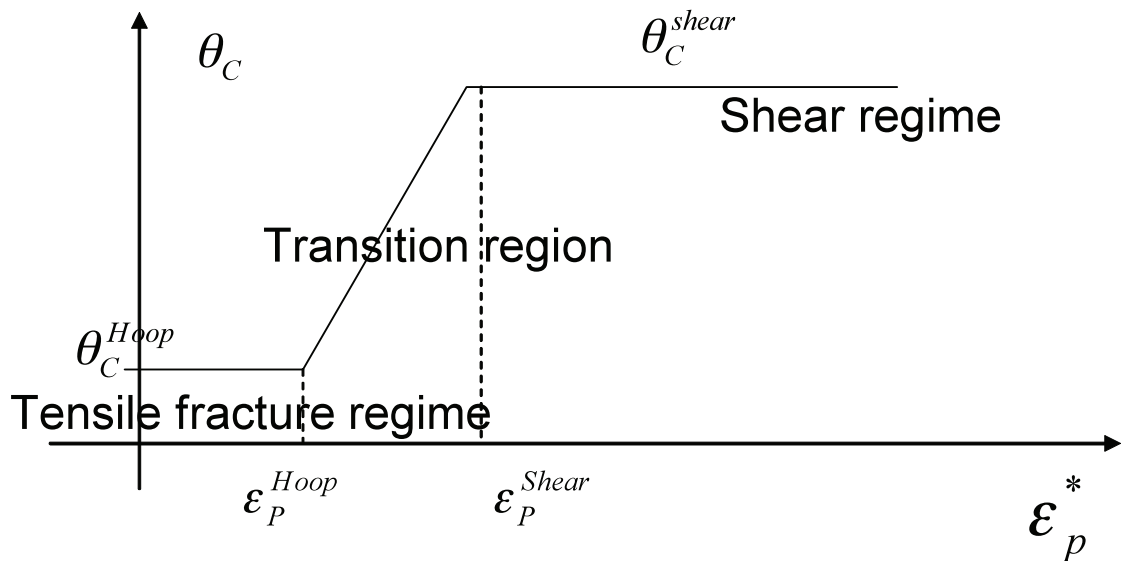 θ_C
θ_C^shear
Shear regime
Transition region
θ_C^Hoop
Tensile fracture regime
ε_P^Hoop
ε_P^Shear
ε_p^*